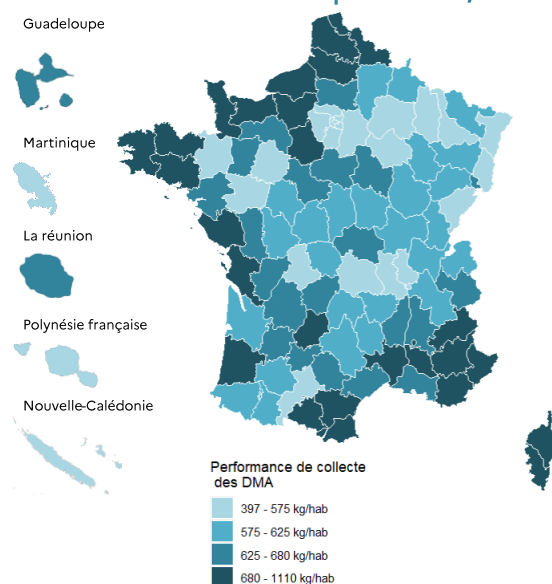 Guadeloupe
Martinique
La réunion
Polynésie française
Nouvelle-Calédonie
Performance de collecte
des DMA
397 - 575 kg/hab
575 - 625 kg/hab
625 - 680 kg/hab
680 - 1110 kg/hab